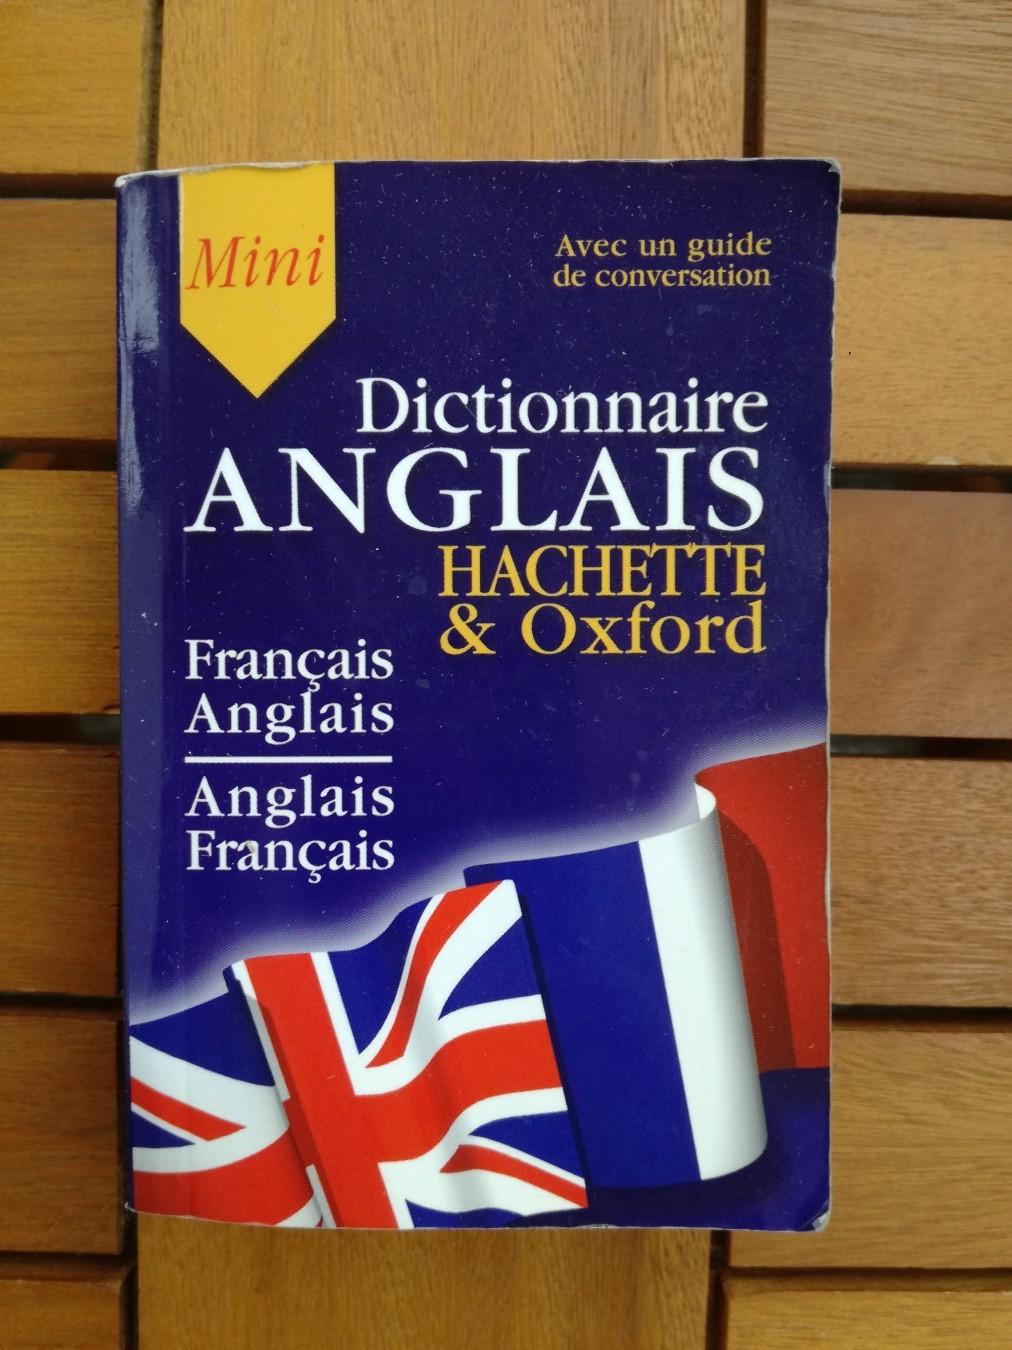 Mini
Avec un guide
de conversation
Dictionnaire
ANGLAIS
HACHETTE
& Oxford
Français
Anglais
Anglais
Français